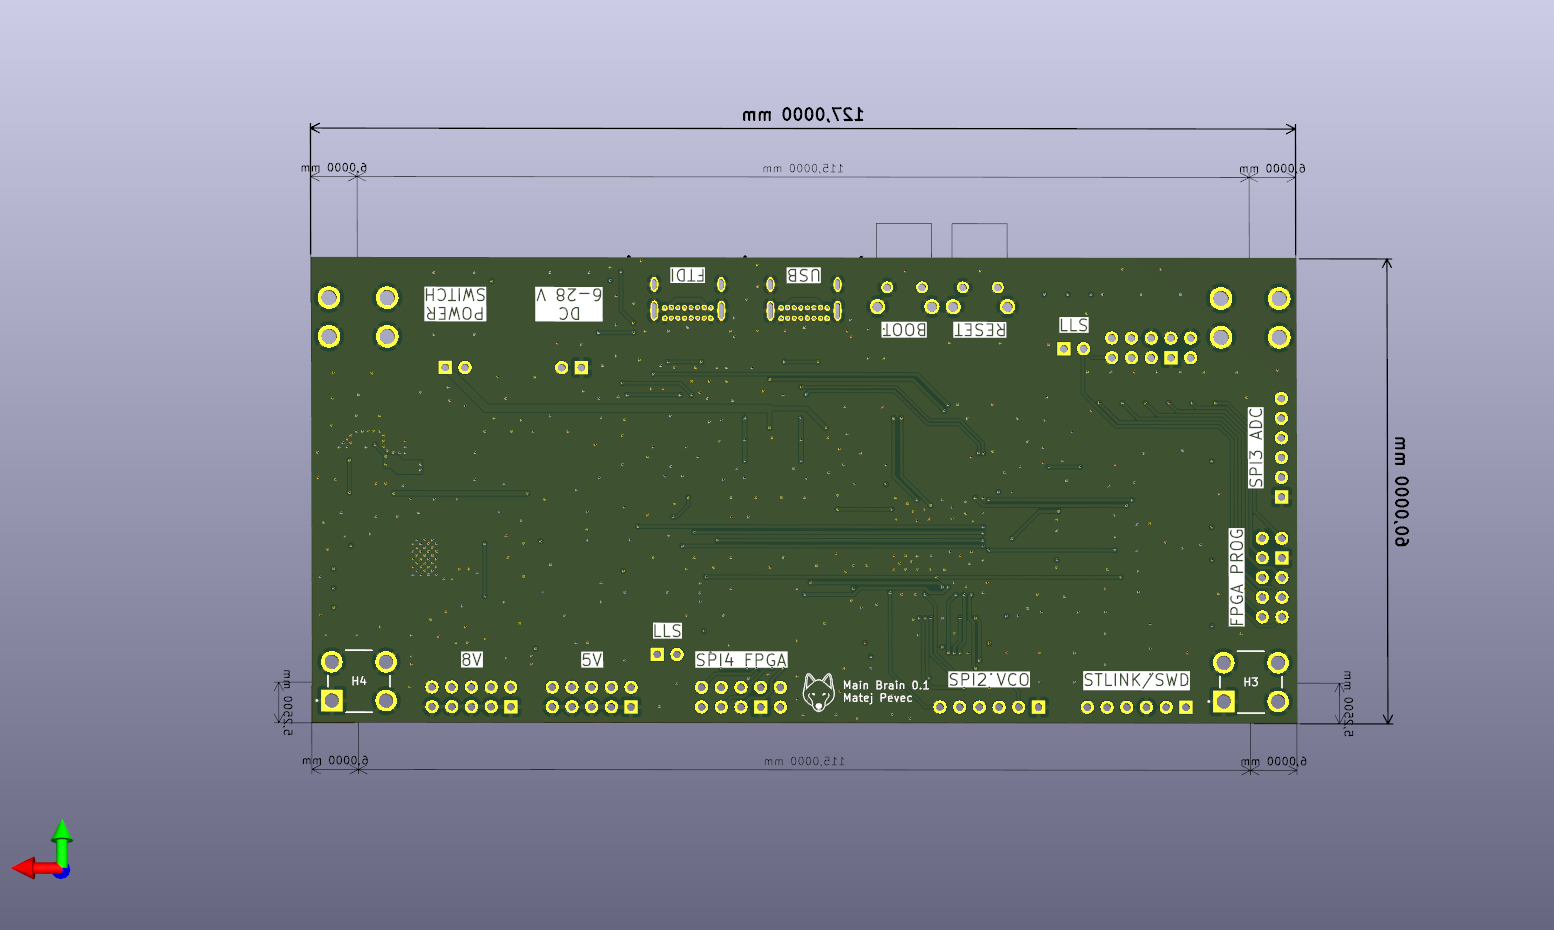 127,0000 mm
6,0000 mm
115,0000 mm
6,0000 mm
POWER
SWITCH
DC
6-28 V
FTDI
USB
BOOT
RESET
LLS
SPI3 ADC
60,0000 mm
FPGA PROG
LLS
8V
5V
SPI4 FPGA
H4
Main Brain 0.1
Matej Pevec
SPI2 VCO
STLINK/SWD
H3
5,2500 mm
5,2500 mm
6,0000 mm
115,0000 mm
6,0000 mm